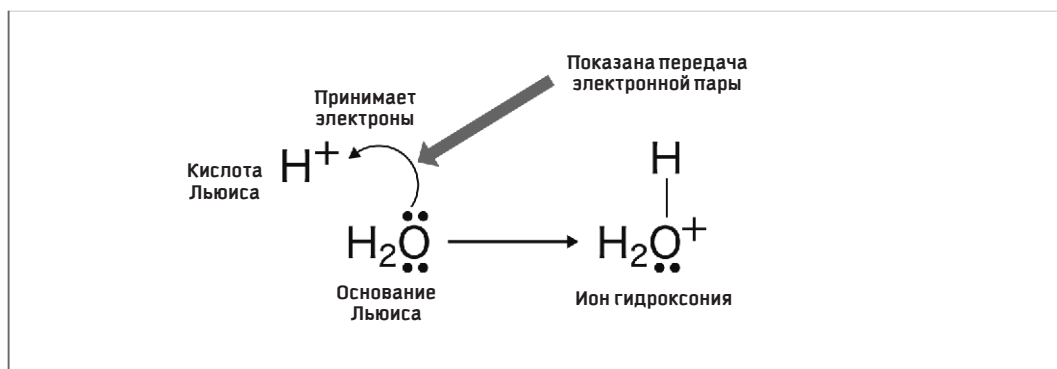 Показана передача
электронной пары
Принимает
электроны
Кислота
Льюиса
H⁺
H
H₂O
H₂O⁺
Основание
Льюиса
Ион гидроксония